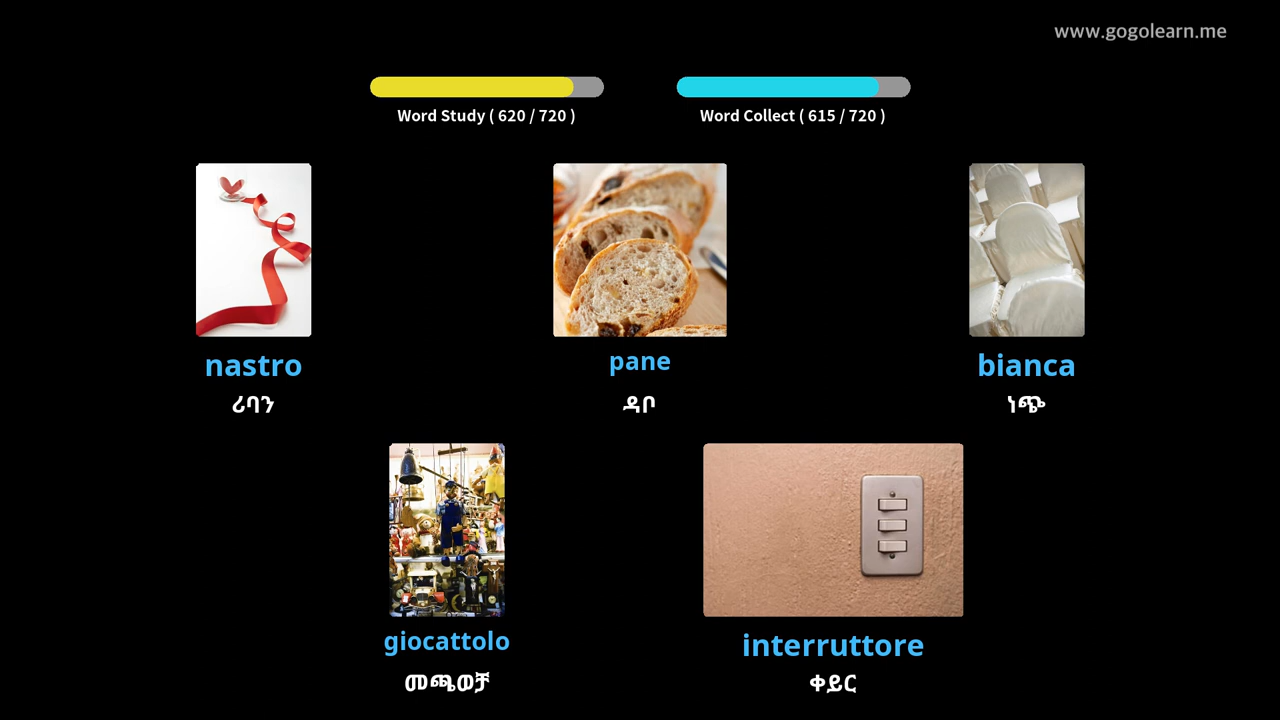 www.gogolearn.me
Word Study ( 620 / 720 )
Word Collect ( 615 / 720 )
nastro
ሪባን
pane
ዳቦ
bianca
ነጭ
giocattolo
መጫወቻ
interruttore
ቀይር